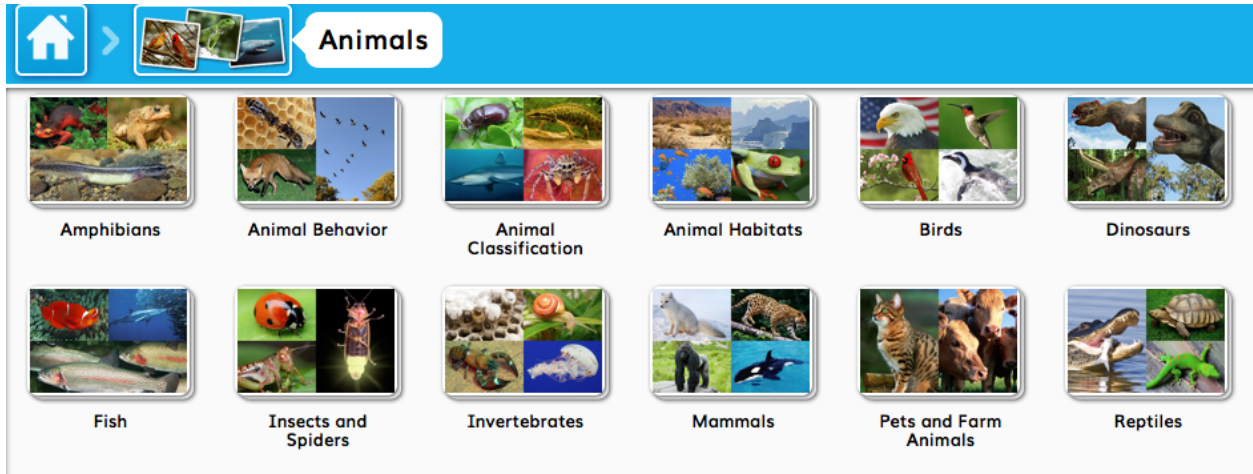 Animals
Amphibians
Animal Behavior
Animal
Classification
Animal Habitats
Birds
Dinosaurs
Fish
Insects and
Spiders
Invertebrates
Mammals
Pets and Farm
Animals
Reptiles